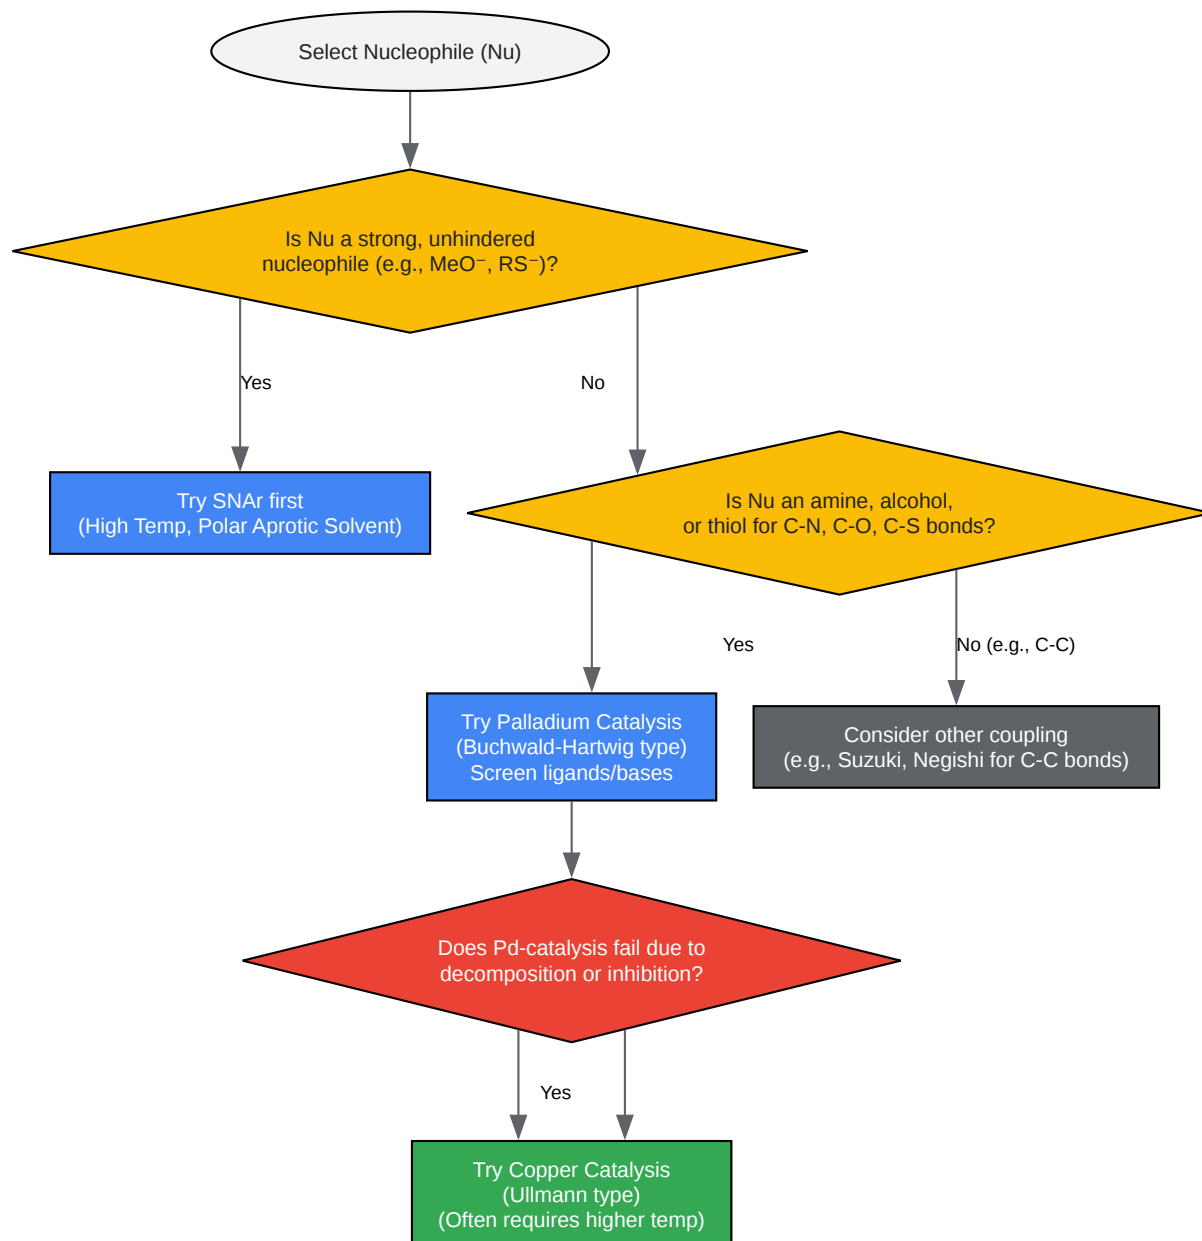 Select Nucleophile (Nu)
Is Nu a strong, unhindered
nucleophile (e.g., MeO⁻, RS⁻)?
Yes
No
Try SNAr first
(High Temp, Polar Aprotic Solvent)
Is Nu an amine, alcohol,
or thiol for C-N, C-O, C-S bonds?
Yes
No (e.g., C-C)
Try Palladium Catalysis
(Buchwald-Hartwig type)
Screen ligands/bases
Consider other coupling
(e.g., Suzuki, Negishi for C-C bonds)
Does Pd-catalysis fail due to
decomposition or inhibition?
Yes
Try Copper Catalysis
(Ullmann type)
(Often requires higher temp)